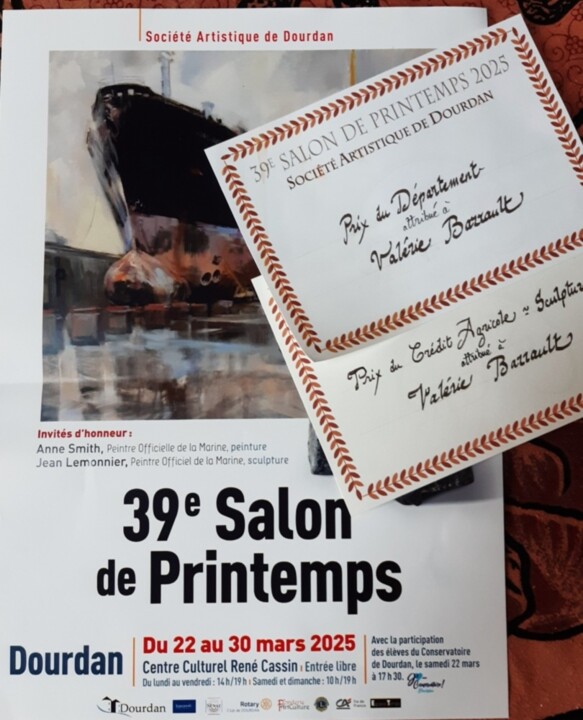 Société Artistique de Dourdan
39E SALON DE PRINTEMPS 2025
SOCIÉTÉ ARTISTIQUE DE DOURDAN
Prix du Département
attribué à
Valérie Barrault
Prix du Crédit Agricole Sculptur
attribué à
Valérie Barrault
Invités d'honneur :
Anne Smith, Peintre Officielle de la Marine, peinture
Jean Lemonnier, Peintre Officiel de la Marine, sculpture
39e Salon
de Printemps
Dourdan
Du 22 au 30 mars 2025
Centre Culturel René Cassin : Entrée libre
Du lundi au vendredi : 14h/19h : Samedi et dimanche : 10h/19h
Avec la participation
des élèves du Conservatoire
de Dourdan, le samedi 22 mars
à 17 h 30.
Dourdan
Rotary